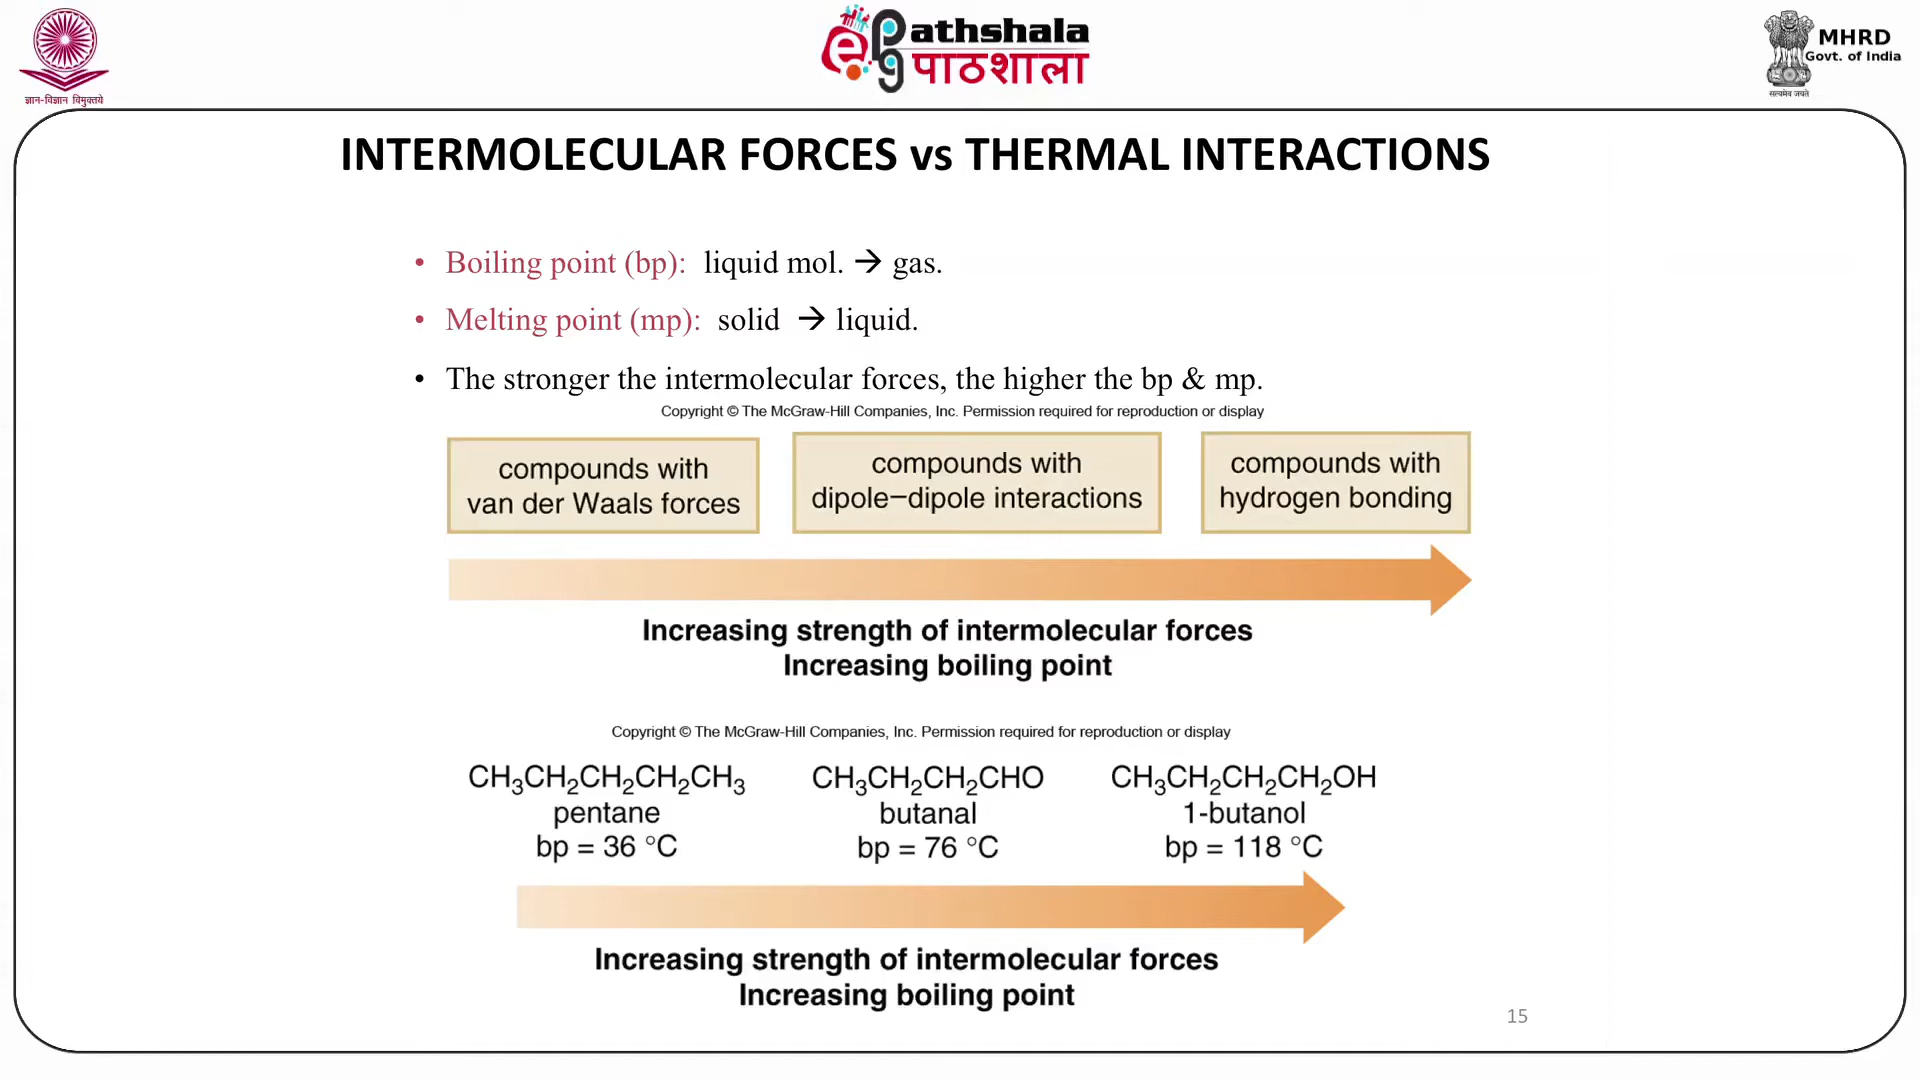 ज्ञान-विज्ञान विमुक्तये
ePGathshala
पाठशाला
MHRD
Govt. of India
सत्यमेव जयते
INTERMOLECULAR FORCES vs THERMAL INTERACTIONS
• Boiling point (bp): liquid mol. → gas.
• Melting point (mp): solid → liquid.
• The stronger the intermolecular forces, the higher the bp & mp.
Copyright © The McGraw-Hill Companies, Inc. Permission required for reproduction or display
compounds with
van der Waals forces
compounds with
dipole–dipole interactions
compounds with
hydrogen bonding
Increasing strength of intermolecular forces
Increasing boiling point
Copyright © The McGraw-Hill Companies, Inc. Permission required for reproduction or display
CH₃CH₂CH₂CH₂CH₃
pentane
bp = 36 °C
CH₃CH₂CH₂CHO
butanal
bp = 76 °C
CH₃CH₂CH₂CH₂OH
1-butanol
bp = 118 °C
Increasing strength of intermolecular forces
Increasing boiling point
15